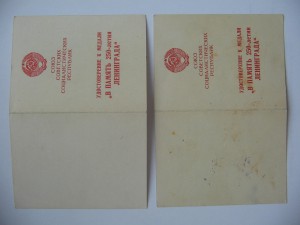 СОЮЗ
СОВЕТСКИХ
СОЦИАЛИСТИЧЕСКИХ
РЕСПУБЛИК
УДОСТОВЕРЕНИЕ К МЕДАЛИ
„В ПАМЯТЬ 250-летия
ЛЕНИНГРАДА"
СОЮЗ
СОВЕТСКИХ
СОЦИАЛИСТИЧЕСКИХ
РЕСПУБЛИК
УДОСТОВЕРЕНИЕ К МЕДАЛИ
„В ПАМЯТЬ 250-летия
ЛЕНИНГРАДА"